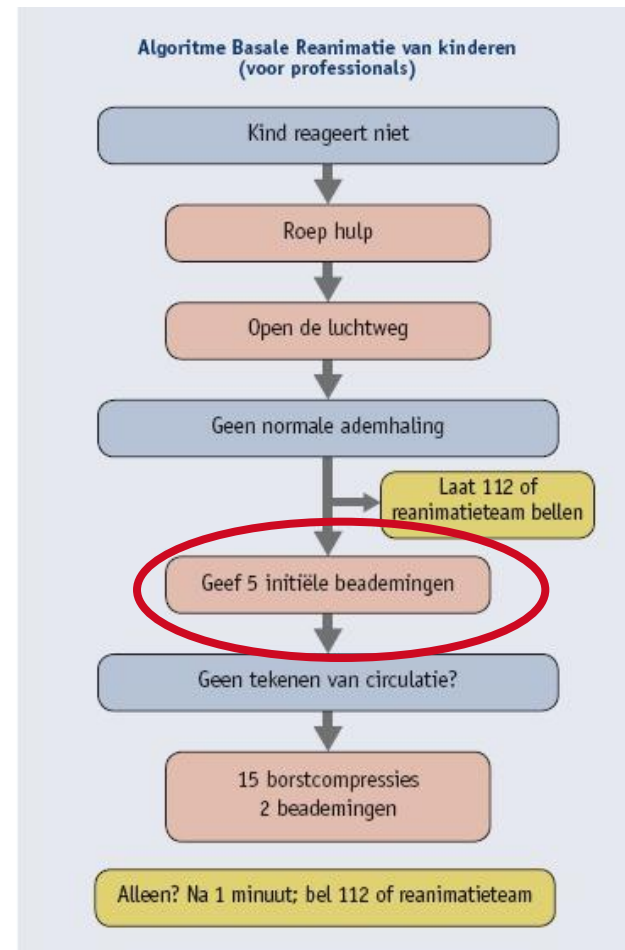 Algoritme Basale Reanimatie van kinderen
(voor professionals)
Kind reageert niet
Roep hulp
Open de luchtweg
Geen normale ademhaling
Laat 112 of
reanimatieteam bellen
Geef 5 initiële beademingen
Geen tekenen van circulatie?
15 borstcompressies
2 beademingen
Alleen? Na 1 minuut; bel 112 of reanimatieteam